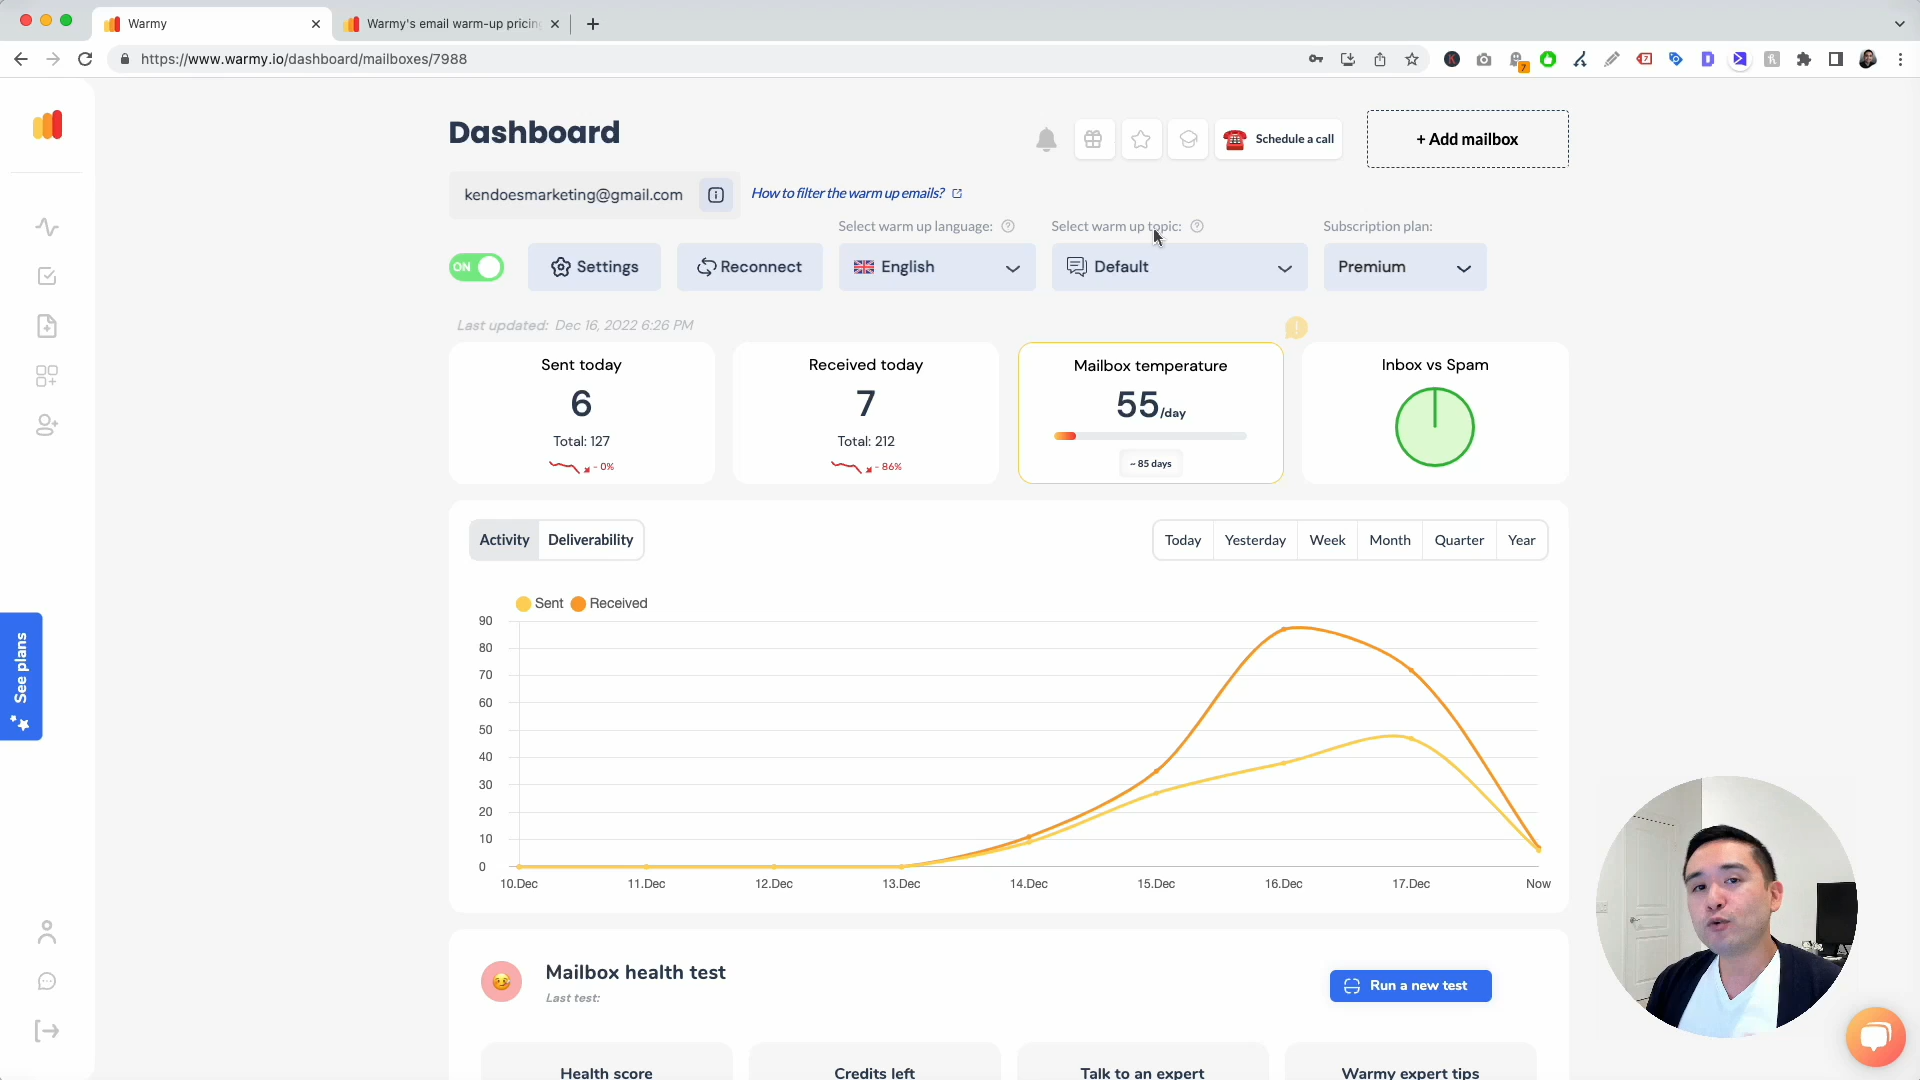 Warmy
Warmy's email warm-up pricing
https://www.warmy.io/dashboard/mailboxes/7988
7
Dashboard
Schedule a call
+ Add mailbox
kendoesmarketing@gmail.com
How to filter the warm up emails?
Select warm up language:
Select warm up topic:
Subscription plan:
ON
Settings
Reconnect
English
Default
Premium
Last updated: Dec 16, 2022 6:26 PM
Sent today
6
Total: 127
- 0%
Received today
7
Total: 212
- 86%
Mailbox temperature
55/day
~ 85 days
Inbox vs Spam
Activity
Deliverability
Today
Yesterday
Week
Month
Quarter
Year
Sent
Received
90
80
70
60
50
40
30
20
10
0
10.Dec
11.Dec
12.Dec
13.Dec
14.Dec
15.Dec
16.Dec
17.Dec
Now
See plans
Mailbox health test
Last test:
Run a new test
Health score
Credits left
Talk to an expert
Warmy expert tips